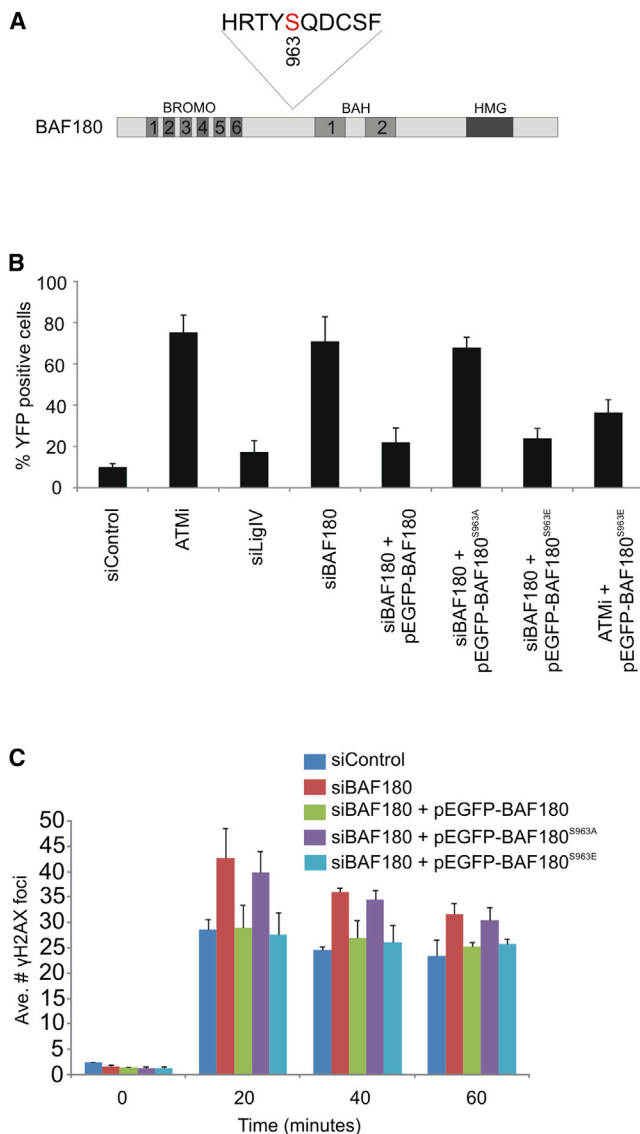 A
HRTYSQDCSF
963
BROMO
BAH
HMG
BAF180
1 2 3 4 5 6
1
2
B
% YFP positive cells
100
80
60
40
20
0
siControl
ATMi
siLigIV
siBAF180
siBAF180 +
pEGFP-BAF180
siBAF180 +
pEGFP-BAF180S963A
siBAF180 +
pEGFP-BAF180S963E
ATMi +
pEGFP-BAF180S963E
C
siControl
siBAF180
siBAF180 + pEGFP-BAF180
siBAF180 + pEGFP-BAF180S963A
siBAF180 + pEGFP-BAF180S963E
Ave. # γH2AX foci
50
45
40
35
30
25
20
15
10
5
0
0
20
40
60
Time (minutes)